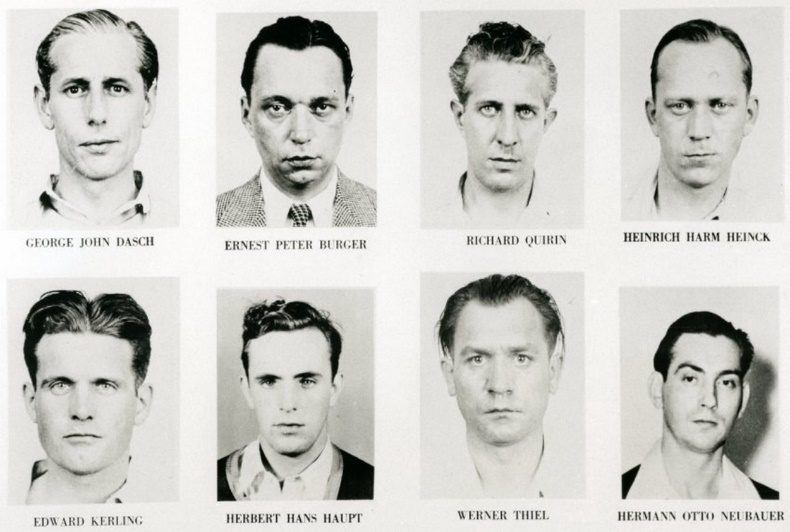 GEORGE JOHN DASCH
ERNEST PETER BURGER
RICHARD QUIRIN
HEINRICH HARM HEINCK
EDWARD KERLING
HERBERT HANS HAUPT
WERNER THIEL
HERMANN OTTO NEUBAUER